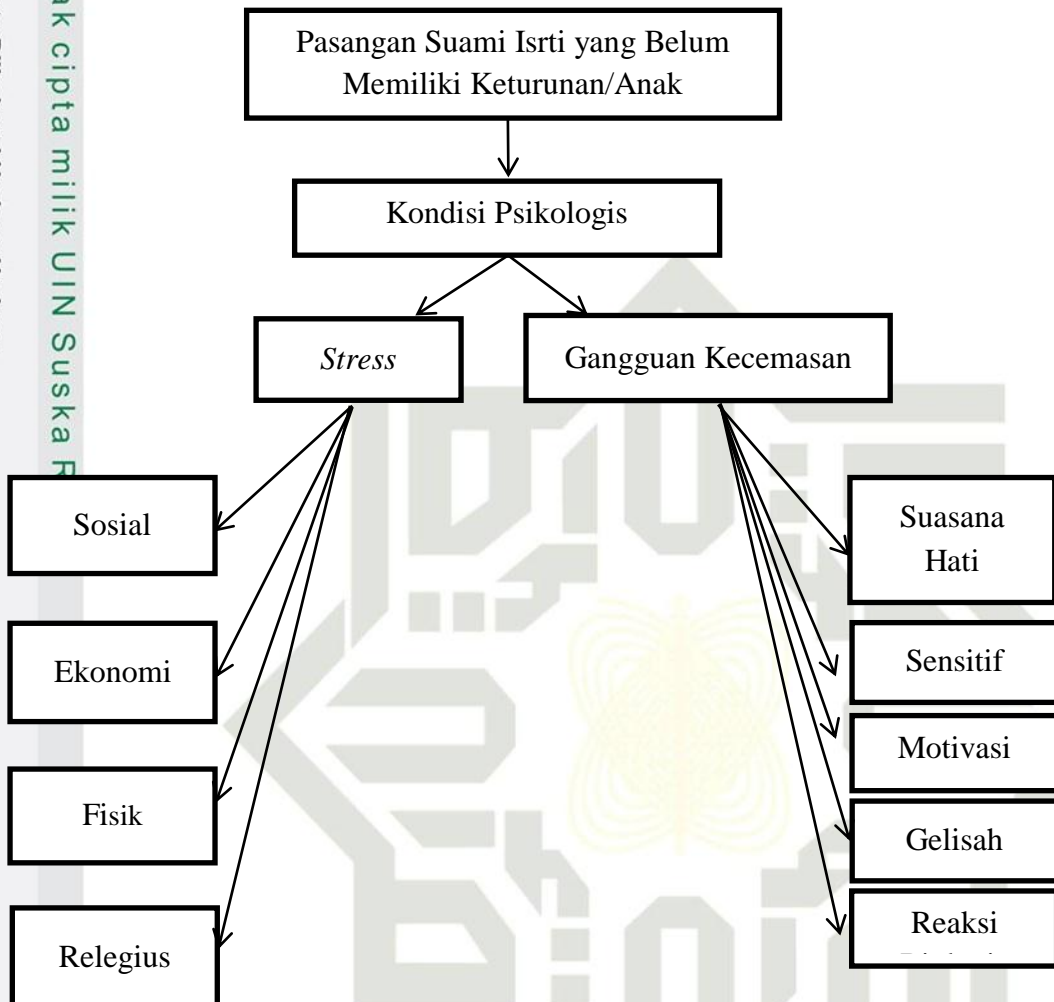 Pasangan Suami Isrti yang Belum
Memiliki Keturunan/Anak
Kondisi Psikologis
Stress
Gangguan Kecemasan
Sosial
Ekonomi
Fisik
Relegius
Suasana
Hati
Sensitif
Motivasi
Gelisah
Reaksi
cipta milik UIN Suska